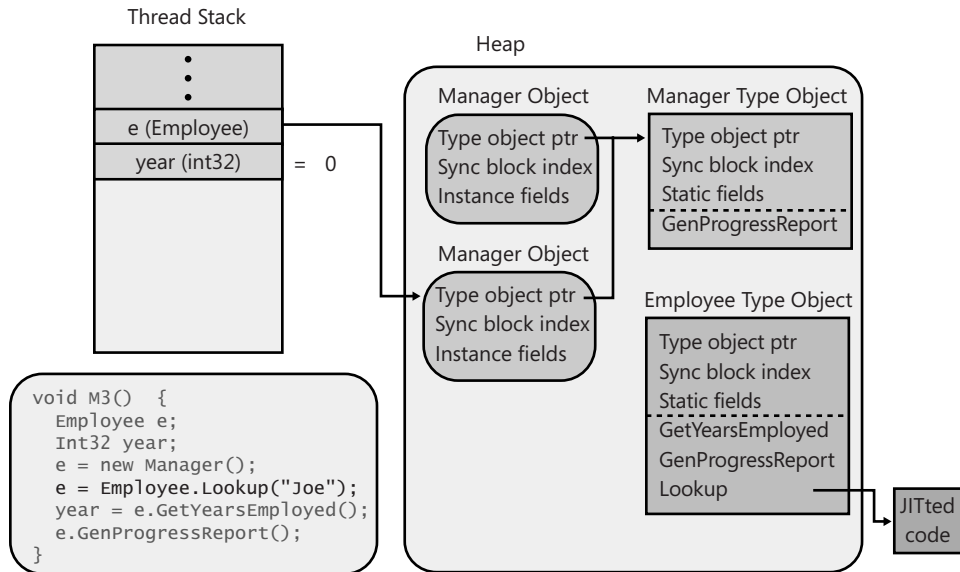 Thread Stack
e (Employee)
year (int32)
= 0
Heap
Manager Object
Type object ptr
Sync block index
Instance fields
Manager Object
Type object ptr
Sync block index
Instance fields
Manager Type Object
Type object ptr
Sync block index
Static fields
GenProgressReport
Employee Type Object
Type object ptr
Sync block index
Static fields
GetYearsEmployed
GenProgressReport
Lookup
JITted
code
void M3() {
Employee e;
Int32 year;
e = new Manager();
e = Employee.Lookup("Joe");
year = e.GetYearsEmployed();
e.GenProgressReport();
}